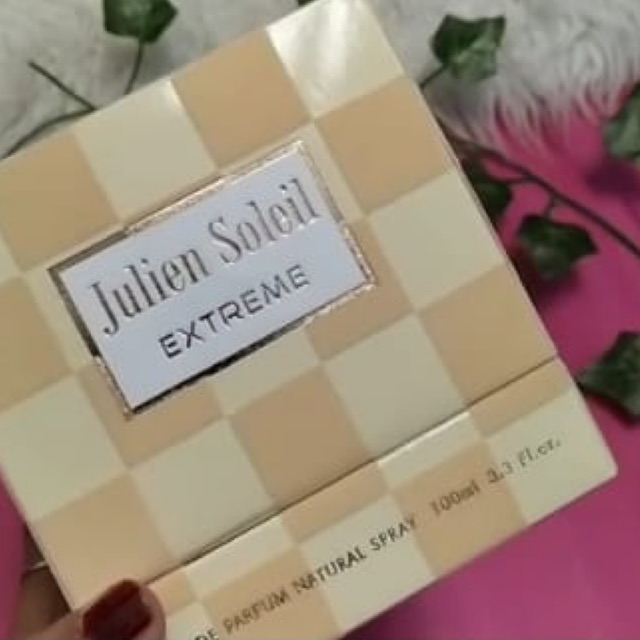 Julien Soleil
EXTREME
DE PARFUM NATURAL SPRAY 100ml 3.3 Fl.oz.